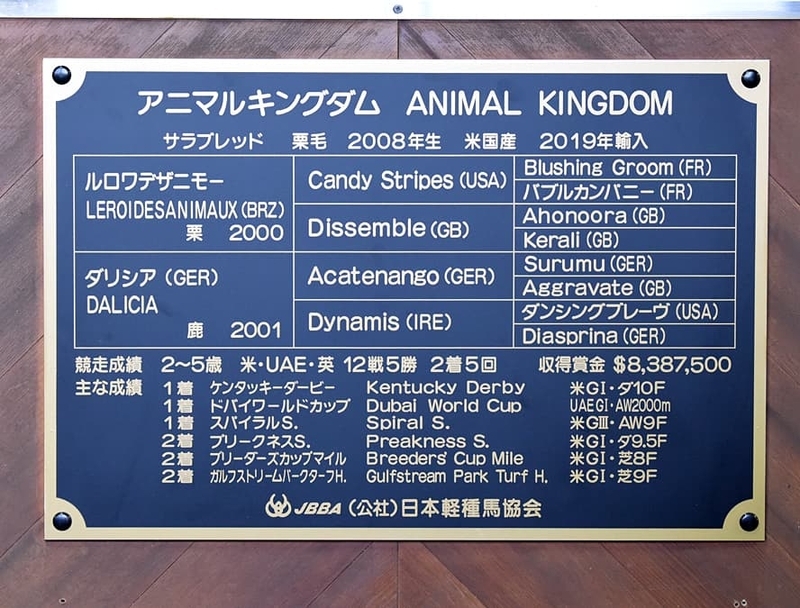 アニマルキングダム ANIMAL KINGDOM
サラブレッド 栗毛 2008年生 米国産 2019年輸入
ルロワデザニモー
LEROIDESANIMAUX (BRZ)
栗 2000
Candy Stripes (USA)
Blushing Groom (FR)
バブルカンパニー (FR)
Dissemble (GB)
Ahonoora (GB)
Kerali (GB)
ダリシア (GER)
DALICIA
鹿 2001
Acatenango (GER)
Surumu (GER)
Aggravate (GB)
Dynamis (IRE)
ダンシングブレーヴ (USA)
Diasprina (GER)
競走成績 2～5歳 米・UAE・英 12戦5勝 2着5回 収得賞金 $8,387,500
主な成績 1着 ケンタッキーダービー Kentucky Derby 米GI・ダ10F
1着 ドバイワールドカップ Dubai World Cup UAE GI・AW2000m
1着 スパイラルS. Spiral S. 米GIII・AW9F
2着 プリークネスS. Preakness S. 米GI・ダ9.5F
2着 ブリーダーズカップマイル Breeders' Cup Mile 米GI・芝8F
2着 ガルフストリームパークターフH. Gulfstream Park Turf H. 米GI・芝9F
JBBA (公社) 日本軽種馬協会